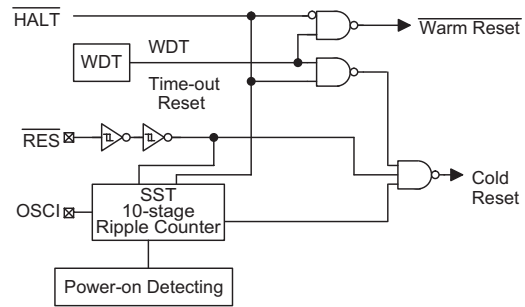 HALT
Warm Reset
WDT
WDT
Time-out
Reset
RES
Cold
Reset
OSCI
SST
10-stage
Ripple Counter
Power-on Detecting